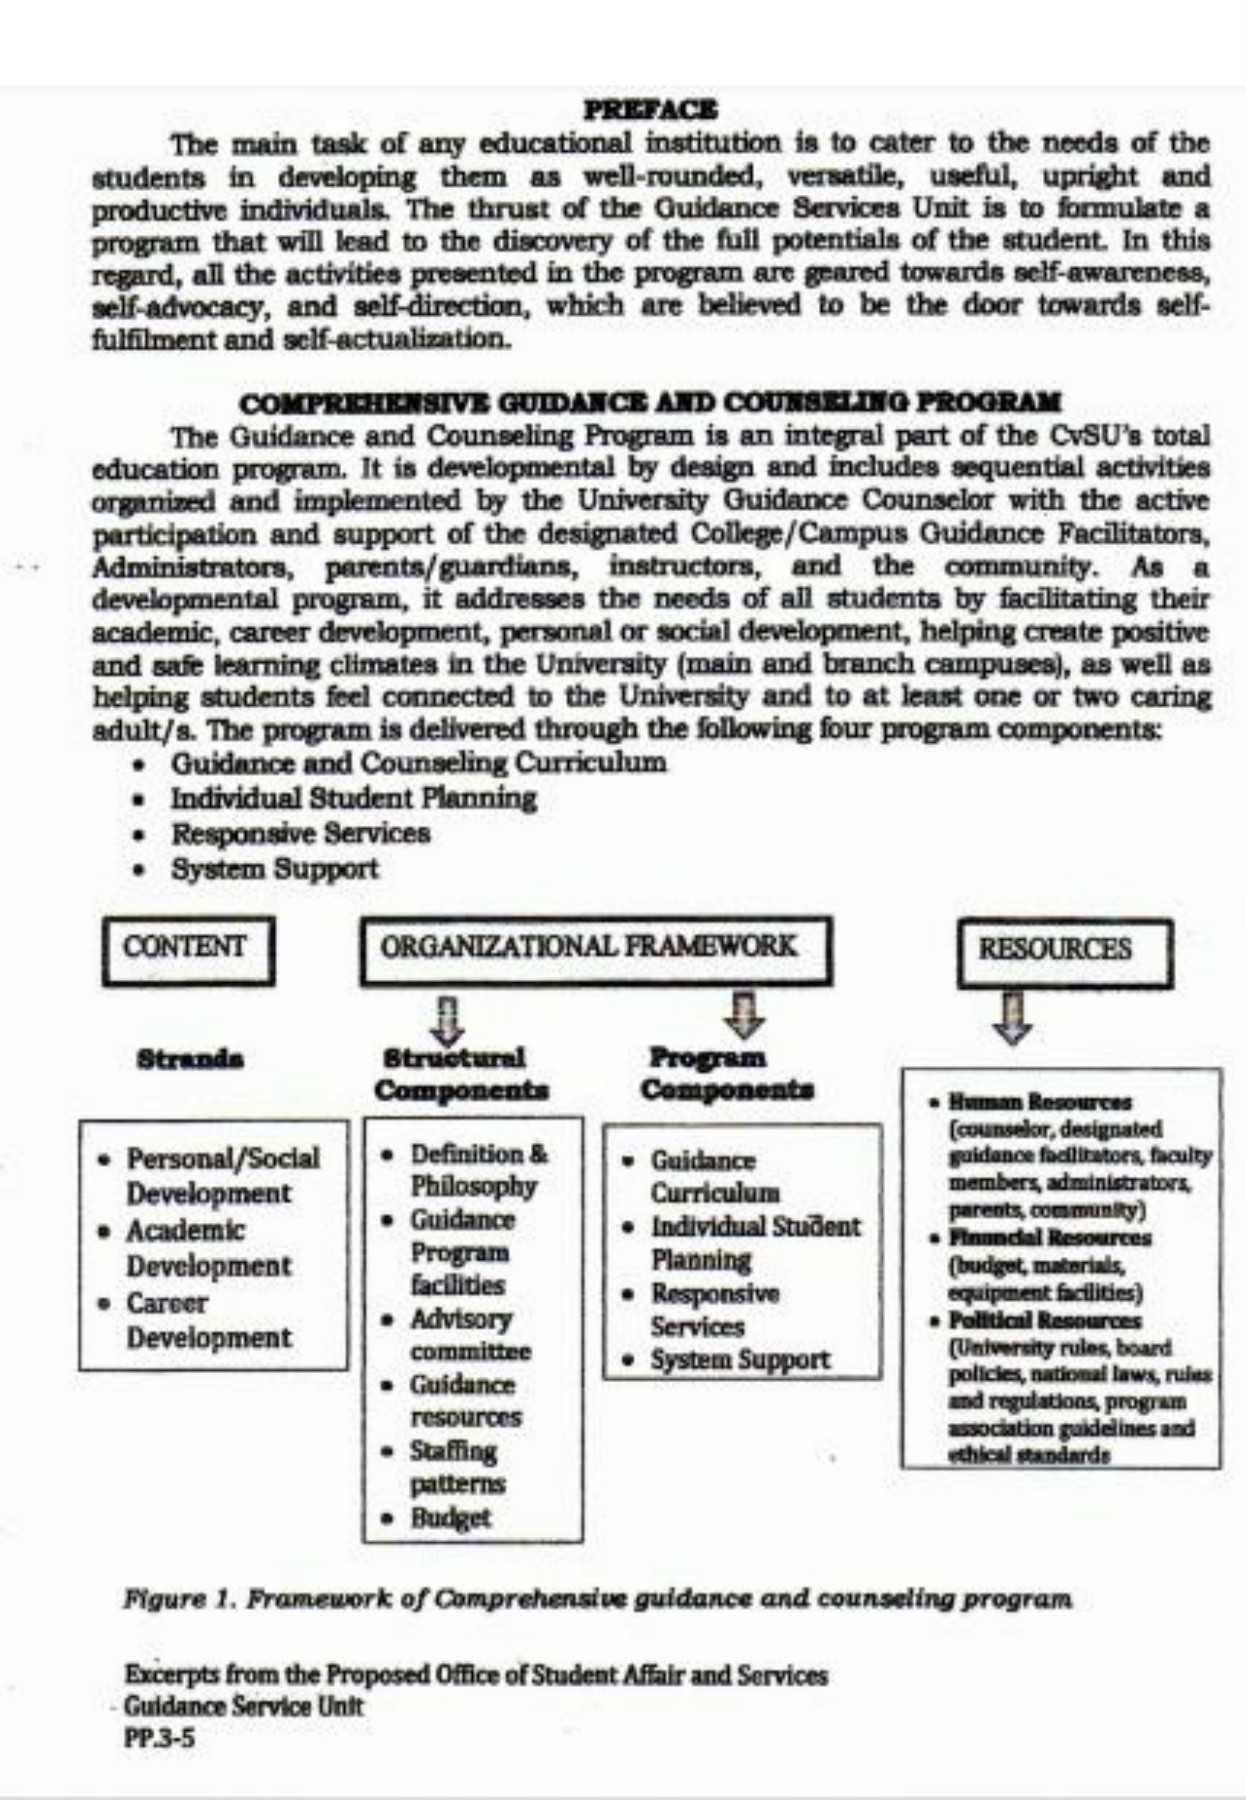 PREFACE
The main task of any educational institution is to cater to the needs of the
students in developing them as well-rounded, versatile, useful, upright and
productive individuals. The thrust of the Guidance Services Unit is to formulate a
program that will lead to the discovery of the full potentials of the student. In this
regard, all the activities presented in the program are geared towards self-awareness,
self-advocacy, and self-direction, which are believed to be the door towards self-
fulfilment and self-actualization.
COMPREHENSIVE GUIDANCE AND COUNSELING PROGRAM
The Guidance and Counseling Program is an integral part of the CvSU's total
education program. It is developmental by design and includes sequential activities
organized and implemented by the University Guidance Counselor with the active
participation and support of the designated College/Campus Guidance Facilitators,
Administrators, parents/guardians, instructors, and the community. As a
developmental program, it addresses the needs of all students by facilitating their
academic, career development, personal or social development, helping create positive
and safe learning climates in the University (main and branch campuses), as well as
helping students feel connected to the University and to at least one or two caring
adult/s. The program is delivered through the following four program components:
• Guidance and Counseling Curriculum
• Individual Student Planning
• Responsive Services
• System Support
CONTENT
Strands
• Personal/Social
Development
• Academic
Development
• Career
Development
ORGANIZATIONAL FRAMEWORK
Structural
Components
• Definition &
Philosophy
• Guidance
Program
facilities
• Advisory
committee
• Guidance
resources
• Staffing
patterns
• Budget
Program
Components
• Guidance
Curriculum
• Individual Student
Planning
• Responsive
Services
• System Support
RESOURCES
• Human Resources
(counselor, designated
guidance facilitators, faculty
members, administrators,
parents, community)
• Financial Resources
(budget, materials,
equipment facilities)
• Political Resources
(University rules, board
policies, national laws, rules
and regulations, program
association guidelines and
ethical standards
Figure 1. Framework of Comprehensive guidance and counseling program
Excerpts from the Proposed Office of Student Affair and Services
Guidance Service Unit
PP.3-5